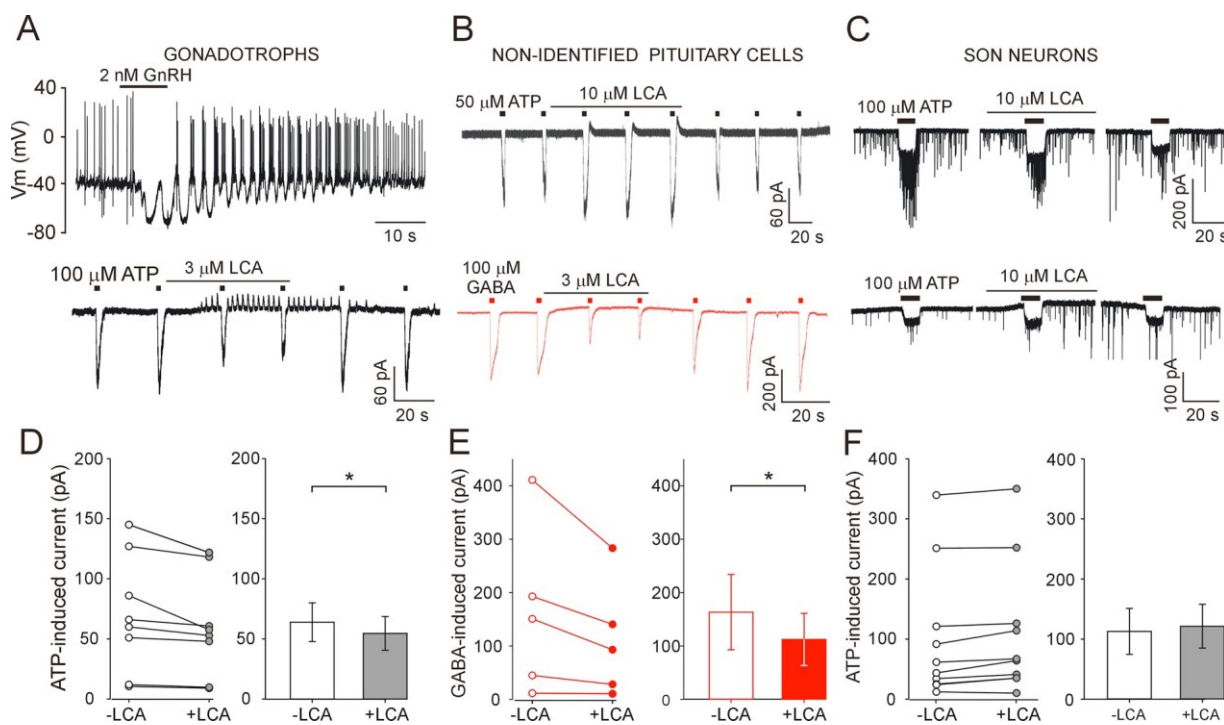 A
GONADOTROPHS
2 nM GnRH
Vm (mV)
40
0
-40
-80
10 s
100 μM ATP
3 μM LCA
60 pA
20 s
B
NON-IDENTIFIED PITUITARY CELLS
50 μM ATP
10 μM LCA
60 pA
20 s
100 μM
GABA
3 μM LCA
200 pA
20 s
C
SON NEURONS
100 μM ATP
10 μM LCA
200 pA
20 s
100 μM ATP
10 μM LCA
100 pA
20 s
D
ATP-induced current (pA)
200
150
100
50
0
-LCA
+LCA
200
150
100
50
0
*
-LCA
+LCA
E
GABA-induced current (pA)
400
300
200
100
0
-LCA
+LCA
400
300
200
100
0
*
-LCA
+LCA
F
ATP-induced current (pA)
400
300
200
100
0
-LCA
+LCA
400
300
200
100
0
-LCA
+LCA